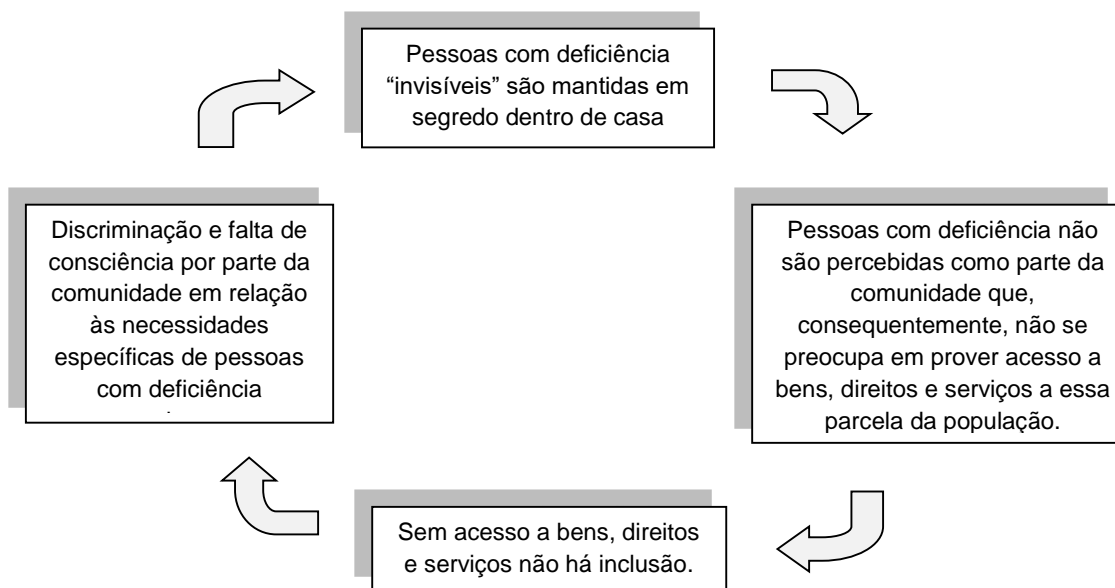 Pessoas com deficiência
“invisíveis” são mantidas em
segredo dentro de casa
Pessoas com deficiência não
são percebidas como parte da
comunidade que,
consequentemente, não se
preocupa em prover acesso a
bens, direitos e serviços a essa
parcela da população.
Sem acesso a bens, direitos
e serviços não há inclusão.
Discriminação e falta de
consciência por parte da
comunidade em relação
às necessidades
específicas de pessoas
com deficiência